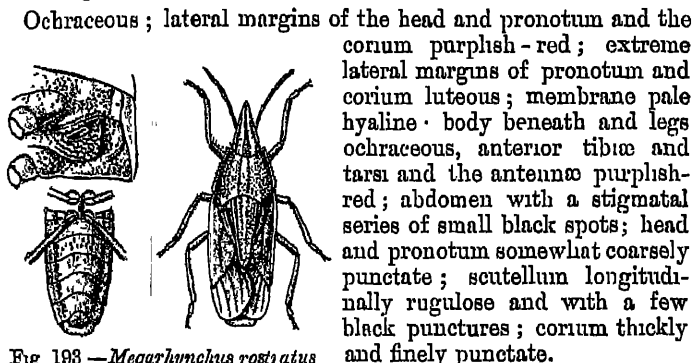 Ochraceous ; lateral margins of the head and pronotum and the
corium purplish-red ; extreme
lateral margins of pronotum and
corium luteous ; membrane pale
hyaline · body beneath and legs
ochraceous, anterior tibiæ and
tarsi and the antennæ purplish-
red ; abdomen with a stigmatal
series of small black spots; head
and pronotum somewhat coarsely
punctate ; scutellum longitudi-
nally rugulose and with a few
black punctures ; corium thickly
and finely punctate.
Fig 193 —Megarhynchus rostratus